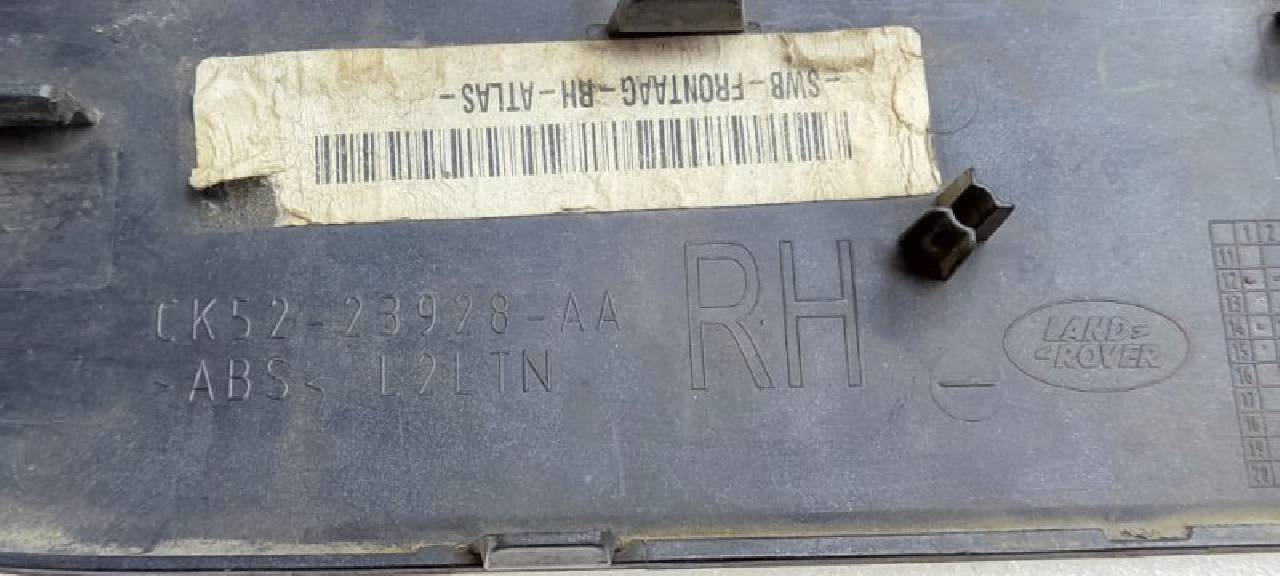 -SWB-FRONTAAG-RH-ATLAS-
CK52-23928-AA
>ABS< L2LTN
RH
LAND
ROVER
1 2
11
12
13
14
15
16
17
18
19
20